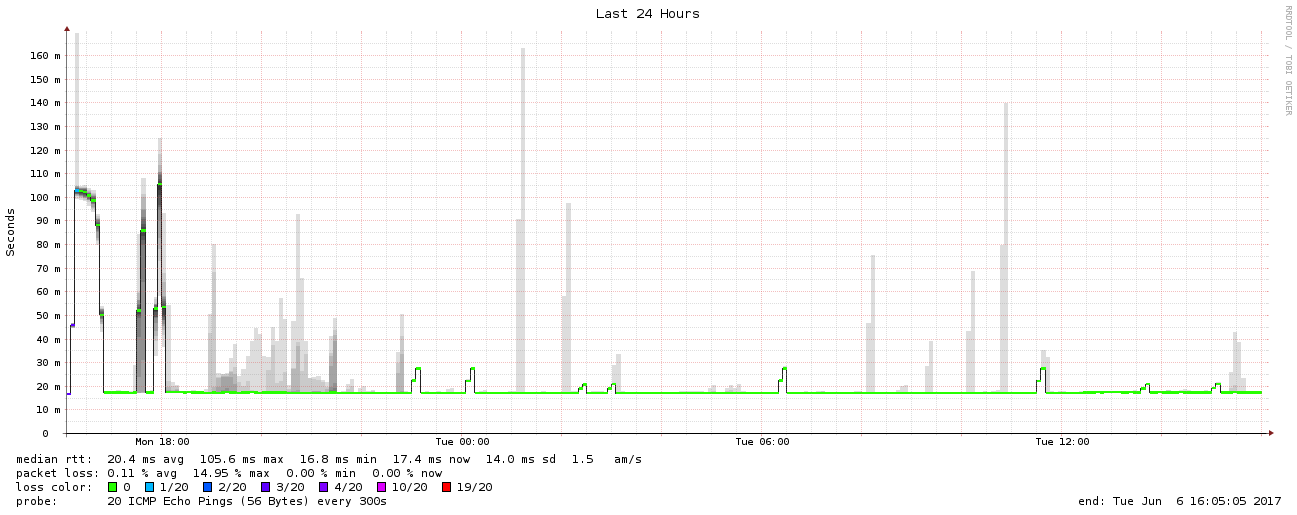 Last 24 Hours
RRDTOOL / TOBI OETIKER
Seconds
160 m
150 m
140 m
130 m
120 m
110 m
100 m
90 m
80 m
70 m
60 m
50 m
40 m
30 m
20 m
10 m
0
Mon 18:00 Tue 00:00 Tue 06:00 Tue 12:00
median rtt: 20.4 ms avg 105.6 ms max 16.8 ms min 17.4 ms now 14.0 ms sd 1.5 am/s
packet loss: 0.11 % avg 14.95 % max 0.00 % min 0.00 % now
loss color: 0 1/20 2/20 3/20 4/20 10/20 19/20
probe: 20 ICMP Echo Pings (56 Bytes) every 300s end: Tue Jun 6 16:05:05 2017